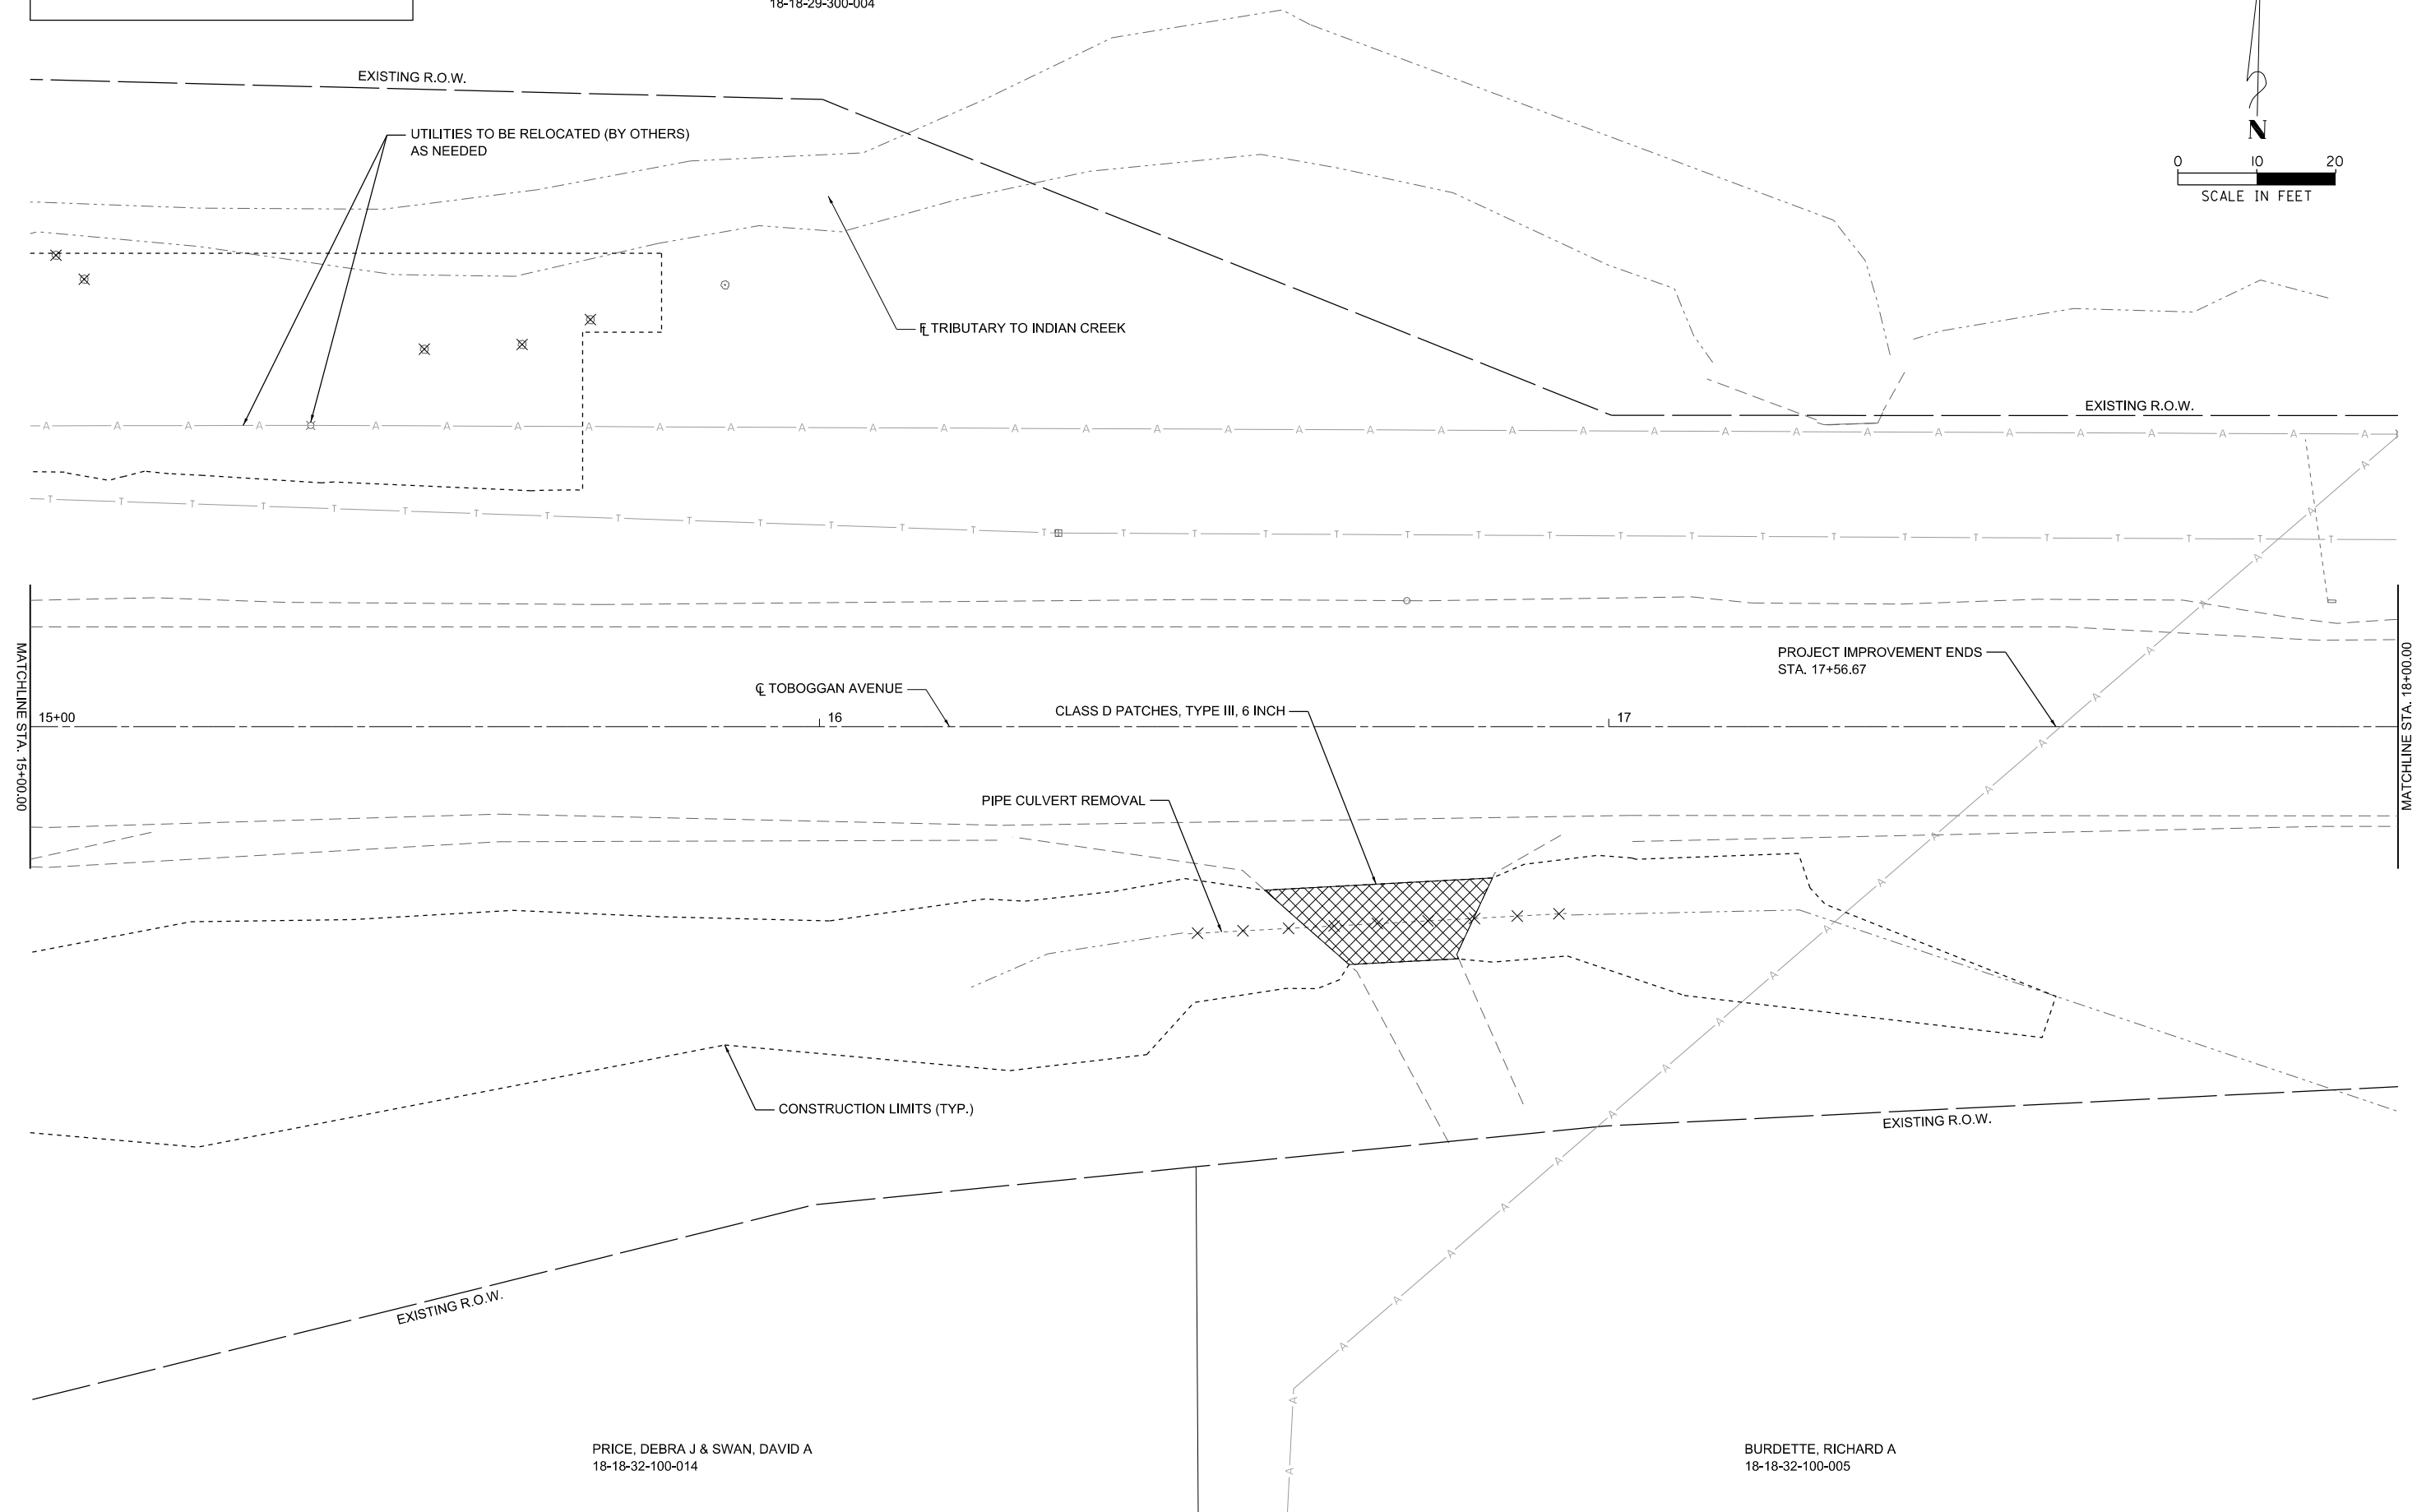 18-18-29-300-004
EXISTING R.O.W.
UTILITIES TO BE RELOCATED (BY OTHERS)
AS NEEDED
N
0 10 20
SCALE IN FEET
FL TRIBUTARY TO INDIAN CREEK
EXISTING R.O.W.
A A A A A A A A A A A A A A A A A A A A A A A A A A A A A A A A A
T T T T T T T T T T T T T T T T T T T T T T T T T T T T T T T T T
MATCHLINE STA. 15+00.00
MATCHLINE STA. 18+00.00
PROJECT IMPROVEMENT ENDS
STA. 17+56.67
CL TOBOGGAN AVENUE
CLASS D PATCHES, TYPE III, 6 INCH
15+00
16
17
PIPE CULVERT REMOVAL
CONSTRUCTION LIMITS (TYP.)
EXISTING R.O.W.
EXISTING R.O.W.
A A A A A A A A A A A A A A A A A A A A A A
PRICE, DEBRA J & SWAN, DAVID A
18-18-32-100-014
BURDETTE, RICHARD A
18-18-32-100-005